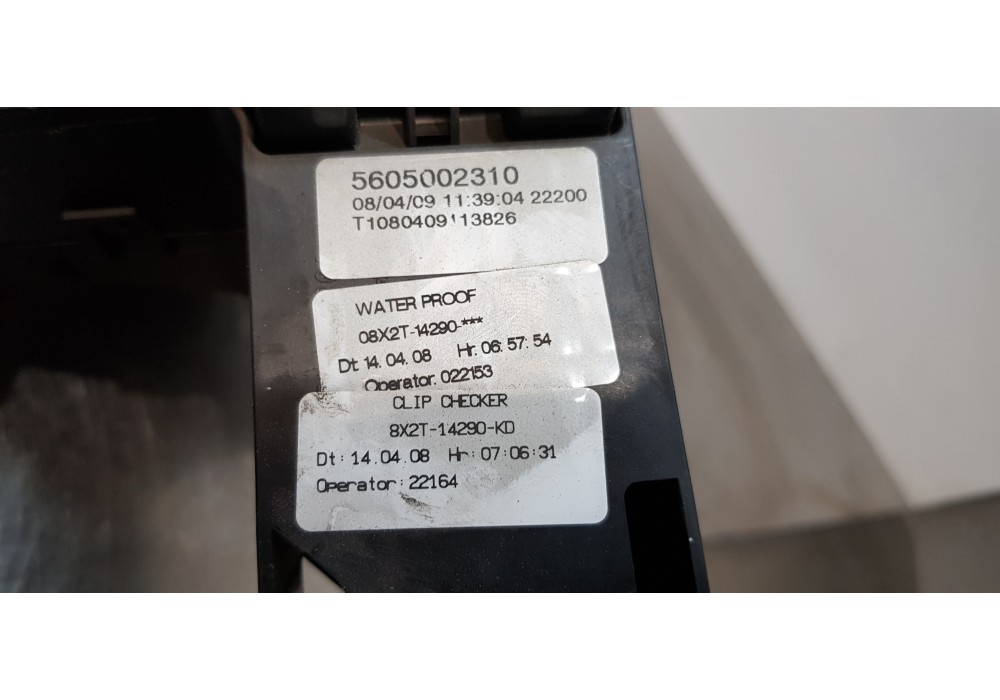 5605002310
08/04/09 11:39:04 22200
T1080409113826
WATER PROOF
08X2T-14290-***
Dt 14.04.08 Hr. 06:57:54
Operator. 022153
CLIP CHECKER
8X2T-14290-KD
Dt: 14.04.08 Hr: 07:06:31
Operator: 22164